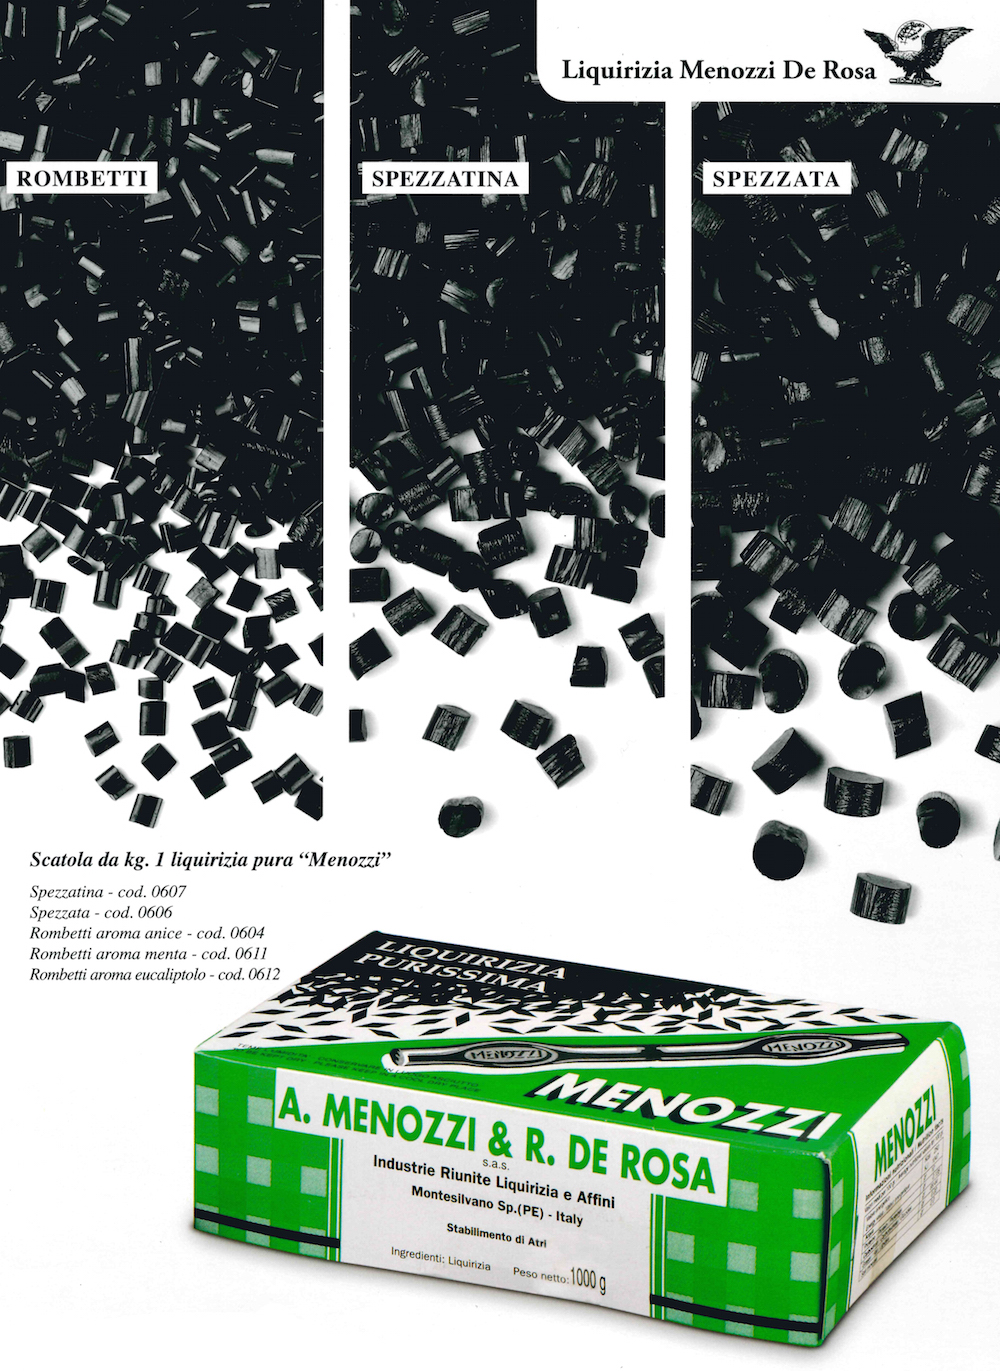 Liquirizia Menozzi De Rosa
ROMBETTI
SPEZZATINA
SPEZZATA
Scatola da kg. 1 liquirizia pura “Menozzi”
Spezzatina - cod. 0607
Spezzata - cod. 0606
Rombetti aroma anice - cod. 0604
Rombetti aroma menta - cod. 0611
Rombetti aroma eucaliptolo - cod. 0612
LIQUIRIZIA
PURISSIMA
MENOZZI
MENOZZI
MENOZZI
A. MENOZZI & R. DE ROSA
s.a.s.
Industrie Riunite Liquirizia e Affini
Montesilvano Sp.(PE) - Italy
Stabilimento di Atri
Ingredienti: Liquirizia
Peso netto: 1000 g
MENOZZI